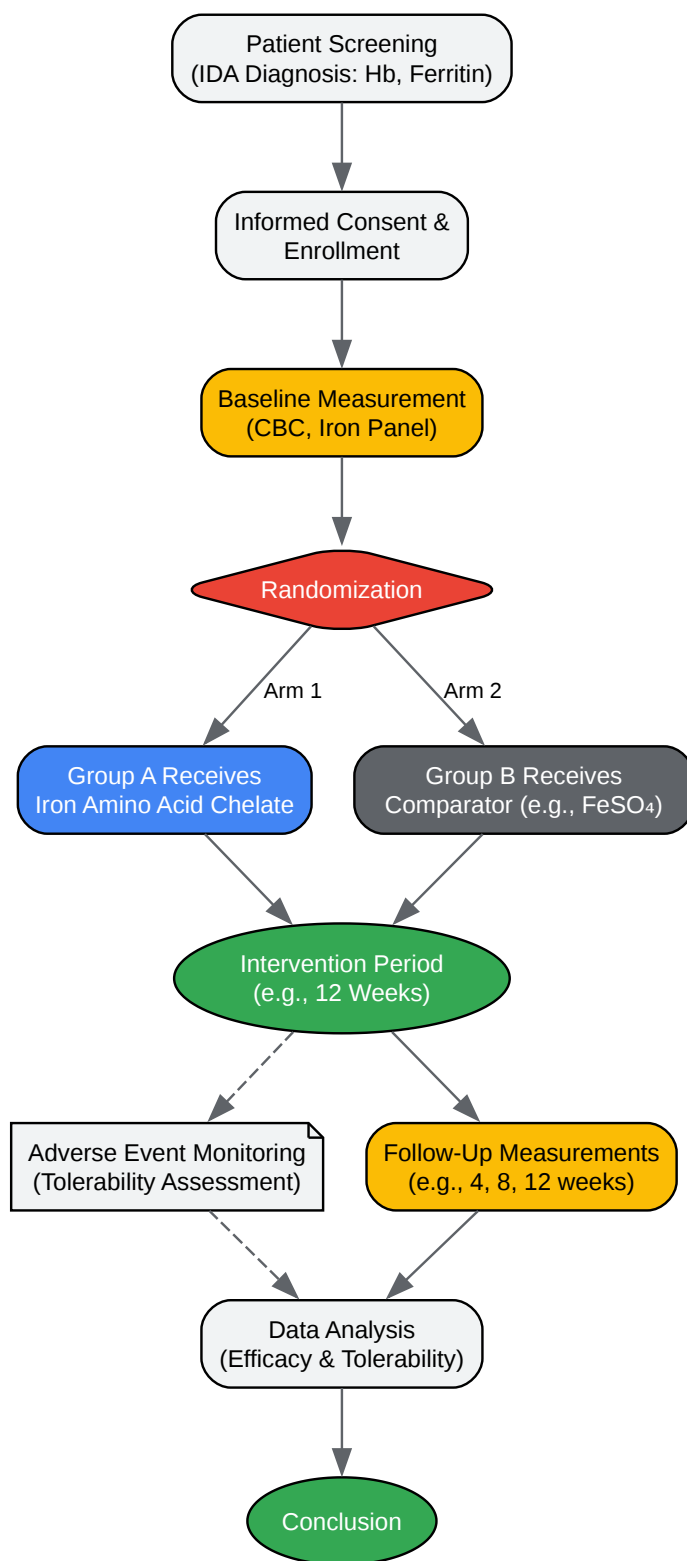 Patient Screening
(IDA Diagnosis: Hb, Ferritin)
Informed Consent &
Enrollment
Baseline Measurement
(CBC, Iron Panel)
Randomization
Arm 1
Arm 2
Group A Receives
Iron Amino Acid Chelate
Group B Receives
Comparator (e.g., FeSO₄)
Intervention Period
(e.g., 12 Weeks)
Adverse Event Monitoring
(Tolerability Assessment)
Follow-Up Measurements
(e.g., 4, 8, 12 weeks)
Data Analysis
(Efficacy & Tolerability)
Conclusion